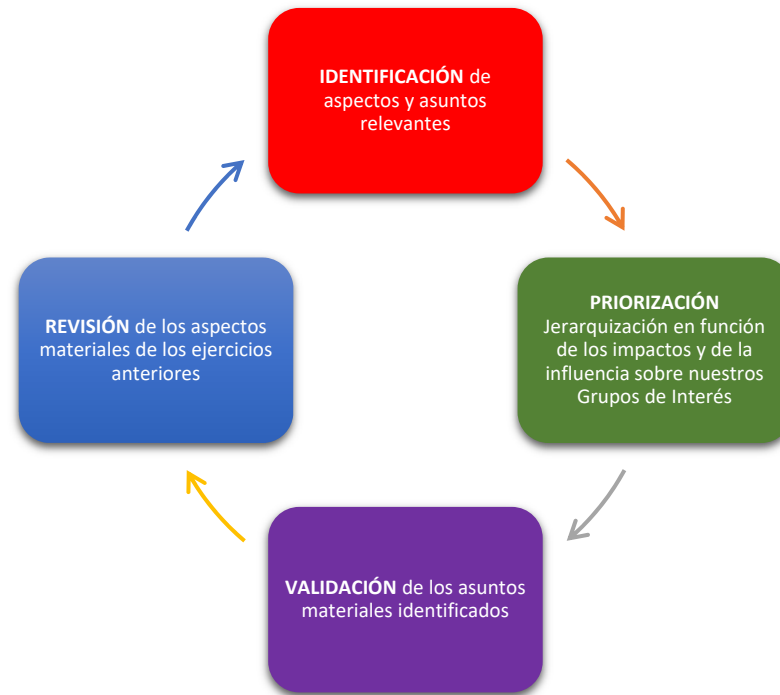 IDENTIFICACIÓN de
aspectos y asuntos
relevantes
PRIORIZACIÓN
Jerarquización en función
de los impactos y de la
influencia sobre nuestros
Grupos de Interés
VALIDACIÓN de los asuntos
materiales identificados
REVISIÓN de los aspectos
materiales de los ejercicios
anteriores